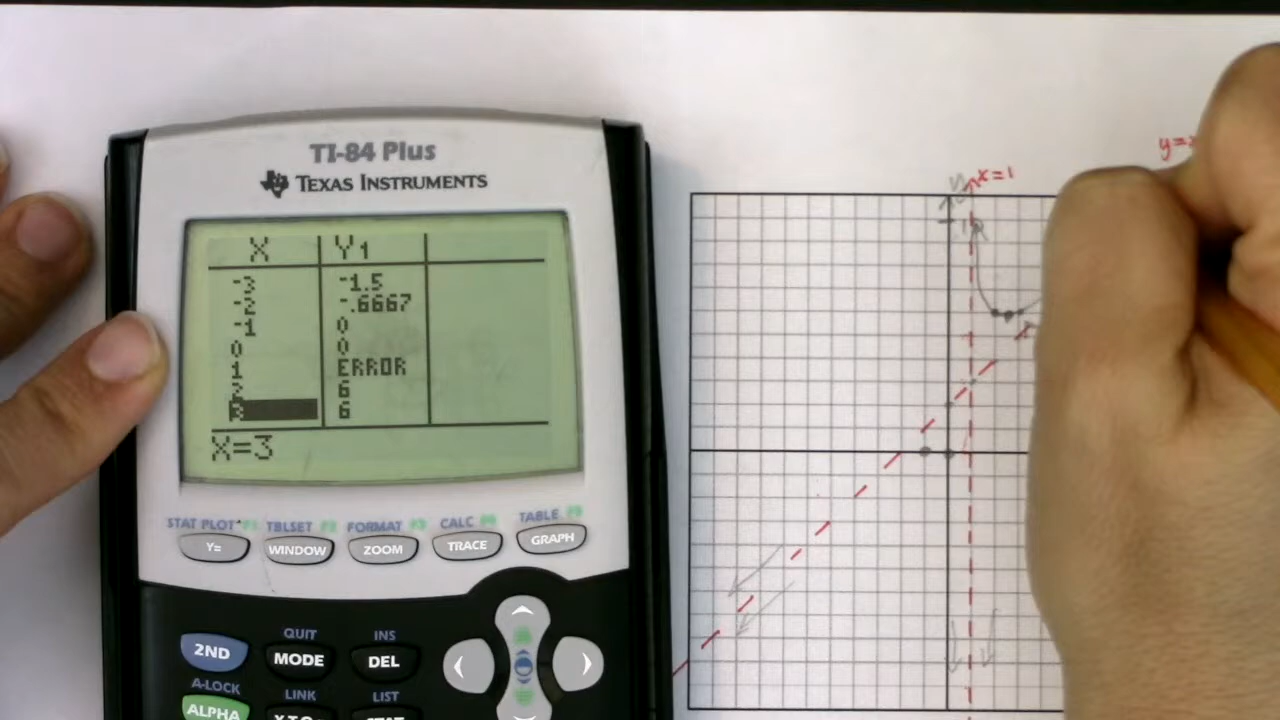 TI-84 Plus
TEXAS INSTRUMENTS
X Y1
-3 -1.5
-2 -.6667
-1 0
0 0
1 ERROR
2 6
3 6
X=3
STAT PLOT F1 TBLSET F2 FORMAT F3 CALC F4 TABLE F5
Y= WINDOW ZOOM TRACE GRAPH
QUIT INS
2ND MODE DEL
A-LOCK LINK LIST
ALPHA
x=1
y=